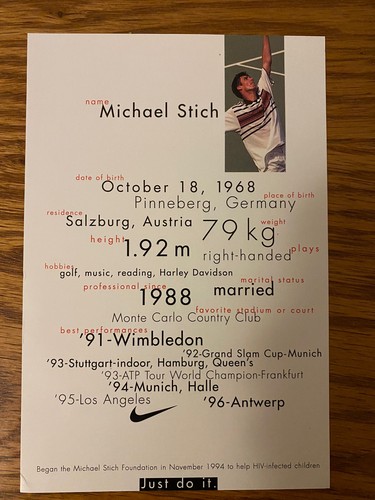 name
Michael Stich
date of birth
October 18, 1968
place of birth
Pinneberg, Germany
residence
Salzburg, Austria
weight
79 kg
height
1.92 m
plays
right-handed
hobbies
golf, music, reading, Harley Davidson
marital status
married
professional since
1988
favorite stadium or court
Monte Carlo Country Club
best performances
'91-Wimbledon
'92-Grand Slam Cup-Munich
'93-Stuttgart-indoor, Hamburg, Queen's
'93-ATP Tour World Champion-Frankfurt
'94-Munich, Halle
'95-Los Angeles
'96-Antwerp
Began the Michael Stich Foundation in November 1994 to help HIV-infected children
Just do it.